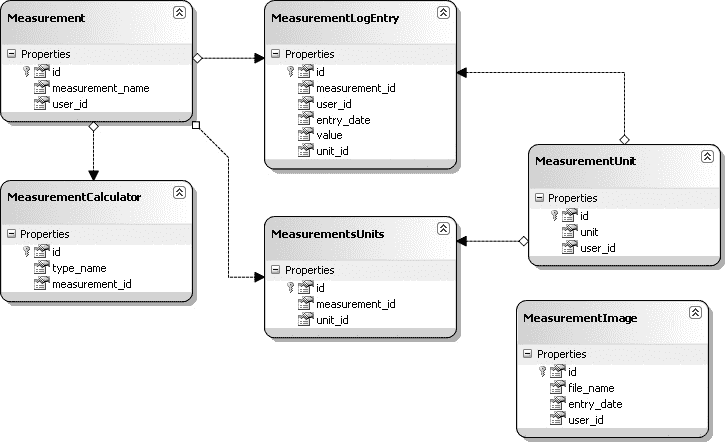 Measurement
Properties
id
measurement_name
user_id
MeasurementLogEntry
Properties
id
measurement_id
user_id
entry_date
value
unit_id
MeasurementCalculator
Properties
id
type_name
measurement_id
MeasurementsUnits
Properties
id
measurement_id
unit_id
MeasurementUnit
Properties
id
unit
user_id
MeasurementImage
Properties
id
file_name
entry_date
user_id